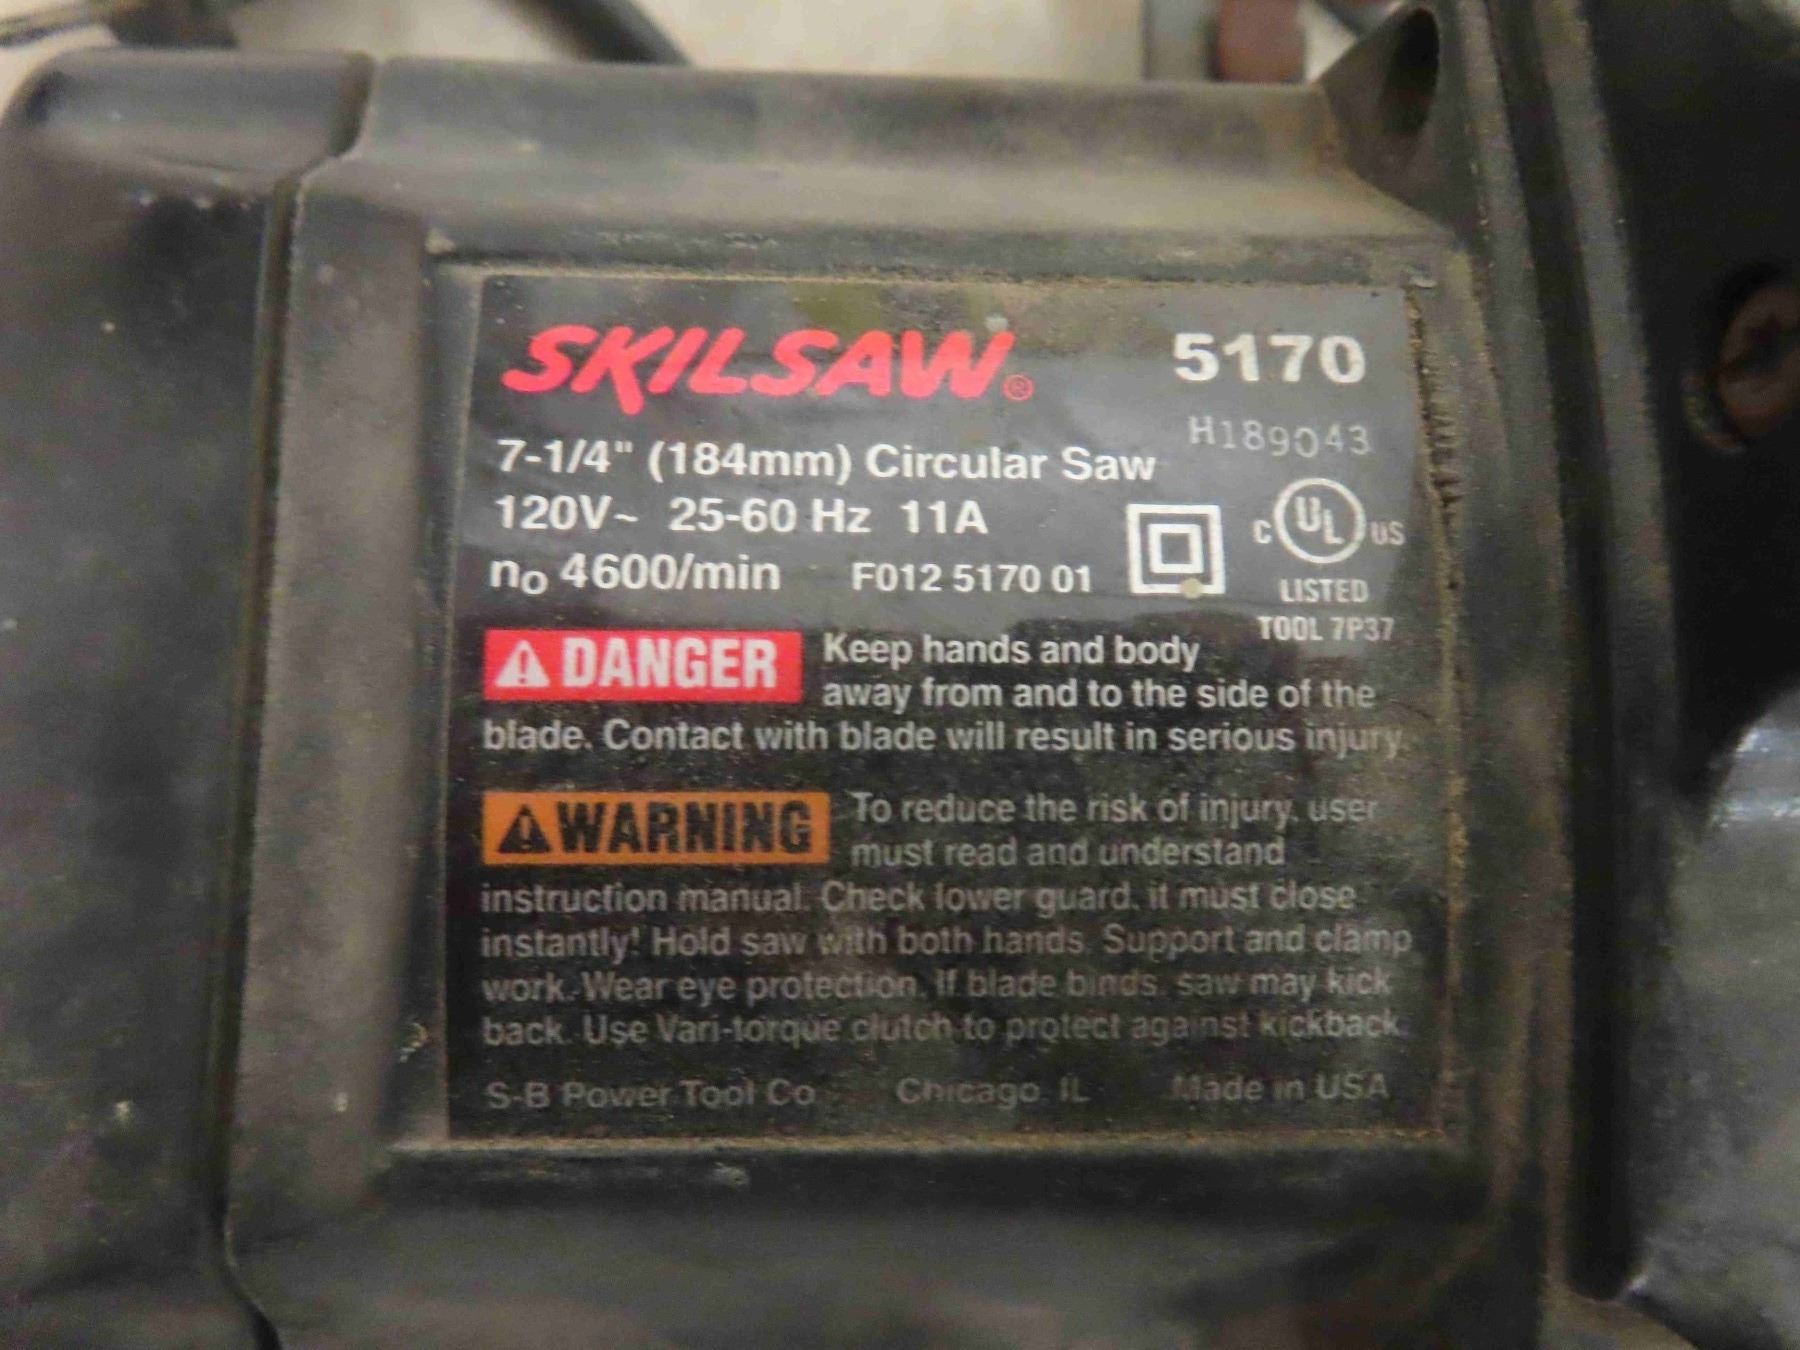 SKILSAW® 5170
H189043
7-1/4" (184mm) Circular Saw
120V~ 25-60 Hz 11A
n₀ 4600/min F012 5170 01
C UL US
LISTED
TOOL 7P37
DANGER Keep hands and body
away from and to the side of the
blade. Contact with blade will result in serious injury.
WARNING To reduce the risk of injury, user
must read and understand
instruction manual. Check lower guard, it must close
instantly! Hold saw with both hands. Support and clamp
work. Wear eye protection. If blade binds, saw may kick
back. Use Vari-torque clutch to protect against kickback.
S-B Power Tool Co Chicago IL Made in USA